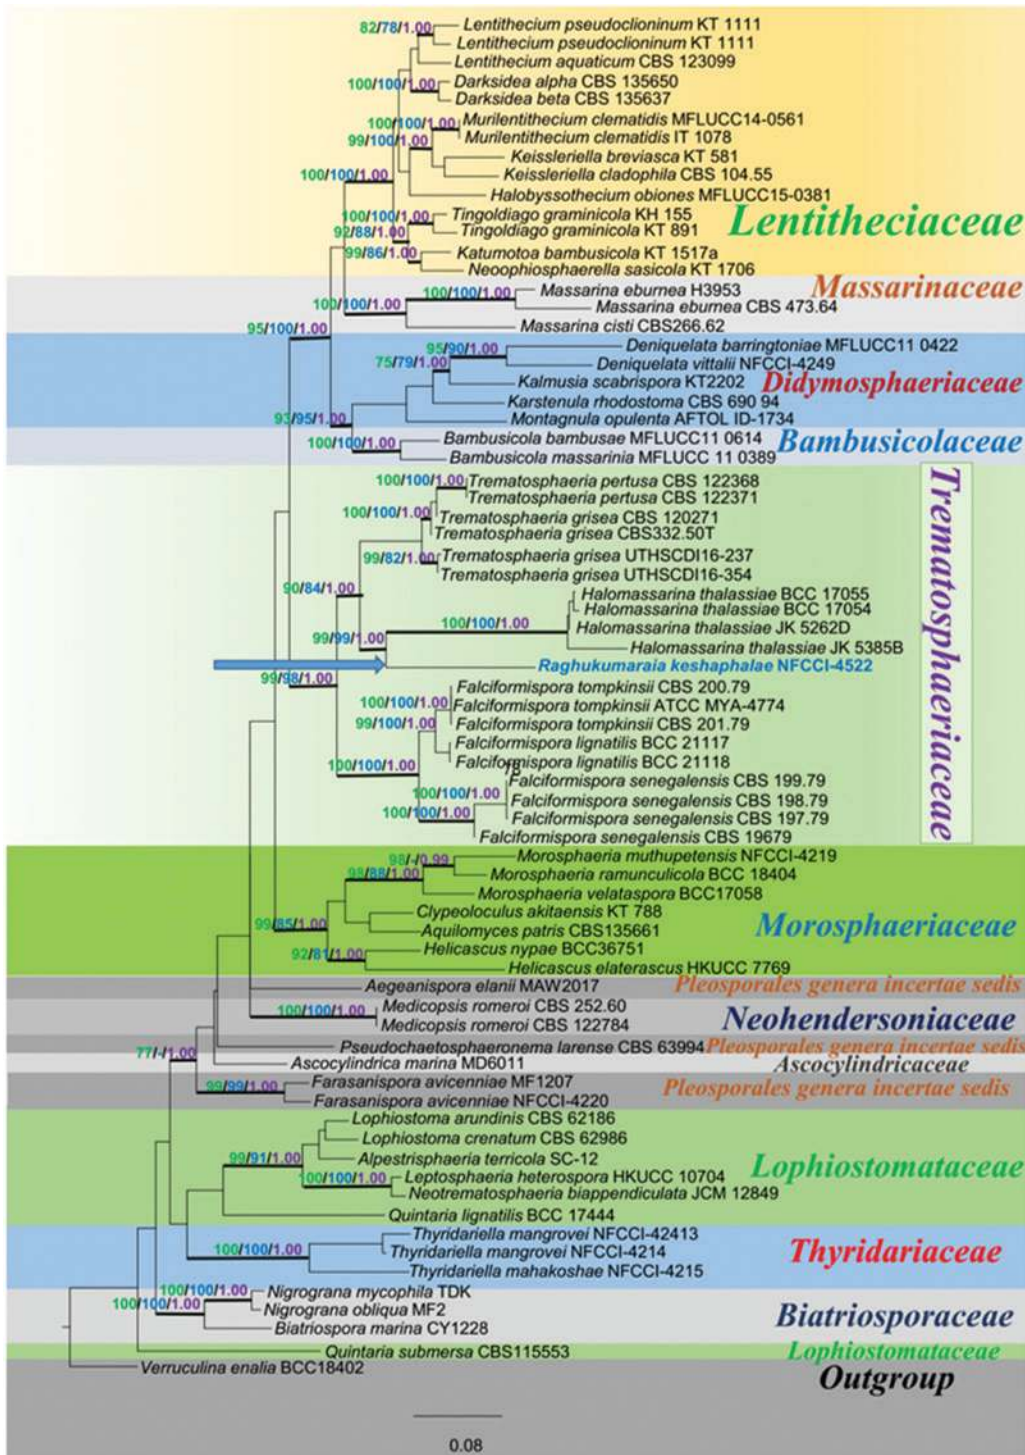 82/78/1.00
Lentithecium pseudoclioninum KT 1111
Lentithecium pseudoclioninum KT 1111
Lentithecium aquaticum CBS 123099
100/100/1.00
Darksidea alpha CBS 135650
Darksidea beta CBS 135637
100/100/1.00
Murilentithecium clematidis MFLUCC14-0561
99/100/1.00
Murilentithecium clematidis IT 1078
Keissleriella breviasca KT 581
100/100/1.00
Keissleriella cladophila CBS 104.55
Halobyssothecium obiones MFLUCC15-0381
100/100/1.00
Tingoldiago graminicola KH 155
92/88/1.00
Tingoldiago graminicola KT 891
Lentitheciaceae
99/86/1.00
Katumotoa bambusicola KT 1517a
Neoophiosphaerella sasicola KT 1706
100/100/1.00
Massarina eburnea H3953
Massarinaceae
100/100/1.00
Massarina eburnea CBS 473.64
Massarina cisti CBS266.62
95/100/1.00
95/90/1.00
Deniquelata barringtoniae MFLUCC11 0422
75/79/1.00
Deniquelata vittalii NFCCI-4249
Kalmusia scabrispora KT2202
Didymosphaeriaceae
Karstenula rhodostoma CBS 690 94
93/95/1.00
Montagnula opulenta AFTOL ID-1734
100/100/1.00
Bambusicola bambusae MFLUCC11 0614
Bambusicolaceae
Bambusicola massarinia MFLUCC 11 0389
100/100/1.00
Trematosphaeria pertusa CBS 122368
Trematosphaeria pertusa CBS 122371
100/100/1.00
Trematosphaeria grisea CBS 120271
Trematosphaeria grisea CBS332.50T
99/82/1.00
Trematosphaeria grisea UTHSCDI16-237
Trematosphaeria grisea UTHSCDI16-354
90/84/1.00
Halomassarina thalassiae BCC 17055
Halomassarina thalassiae BCC 17054
100/100/1.00
Halomassarina thalassiae JK 5262D
99/99/1.00
Halomassarina thalassiae JK 5385B
Raghukumaraia keshaphalae NFCCI-4522
Trematosphaeriaceae
99/98/1.00
Falciformispora tompkinsii CBS 200.79
100/100/1.00
Falciformispora tompkinsii ATCC MYA-4774
99/100/1.00
Falciformispora tompkinsii CBS 201.79
Falciformispora lignatilis BCC 21117
100/100/1.00
Falciformispora lignatilis BCC 21118
Falciformispora senegalensis CBS 199.79
100/100/1.00
Falciformispora senegalensis CBS 198.79
100/100/1.00
Falciformispora senegalensis CBS 197.79
Falciformispora senegalensis CBS 19679
98/-/0.99
Morosphaeria muthupetensis NFCCI-4219
98/88/1.00
Morosphaeria ramunculicola BCC 18404
Morosphaeria velataspora BCC17058
Clypeoloculus akitaensis KT 788
99/85/1.00
Aquilomyces patris CBS135661
Morosphaeriaceae
92/81/1.00
Helicascus nypae BCC36751
Helicascus elaterascus HKUCC 7769
Aegeanispora elanii MAW2017
Pleosporales genera incertae sedis
100/100/1.00
Medicopsis romeroi CBS 252.60
Medicopsis romeroi CBS 122784
Neohendersoniaceae
77/-/1.00
Pseudochaetosphaeronema larense CBS 63994
Pleosporales genera incertae sedis
Ascocylindrica marina MD6011
Ascocylindricaceae
99/99/1.00
Farasanispora avicenniae MF1207
Pleosporales genera incertae sedis
Farasanispora avicenniae NFCCI-4220
Lophiostoma arundinis CBS 62186
Lophiostoma crenatum CBS 62986
99/91/1.00
Alpestrisphaeria terricola SC-12
Lophiostomataceae
100/100/1.00
Leptosphaeria heterospora HKUCC 10704
Neotrematosphaeria biappendiculata JCM 12849
Quintaria lignatilis BCC 17444
Thyridariella mangrovei NFCCI-42413
100/100/1.00
Thyridariella mangrovei NFCCI-4214
Thyridariaceae
Thyridariella mahakoshae NFCCI-4215
100/100/1.00
Nigrograna mycophila TDK
100/100/1.00
Nigrograna obliqua MF2
Biatriosporaceae
Biatriospora marina CY1228
Quintaria submersa CBS115553
Lophiostomataceae
Verruculina enalia BCC18402
Outgroup
0.08